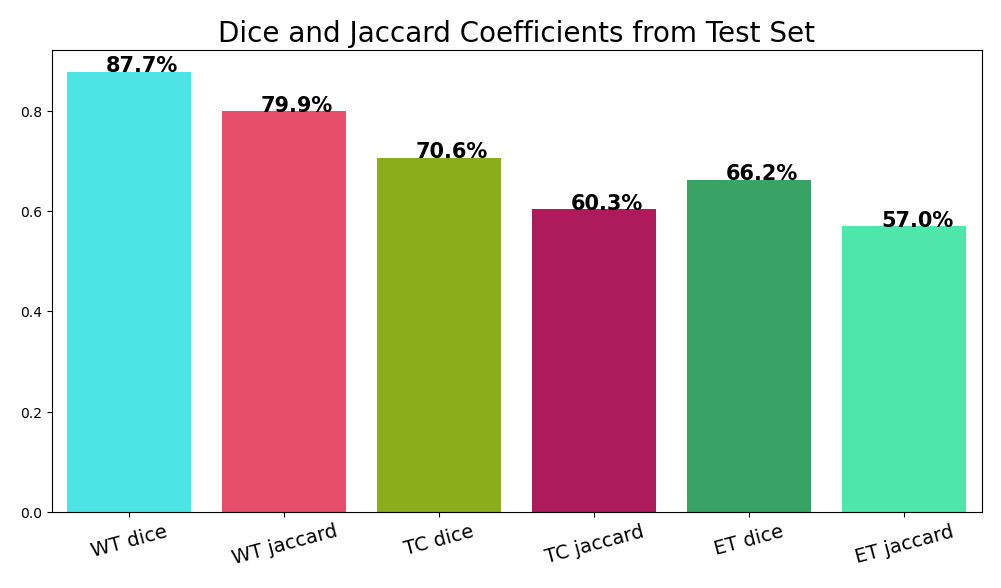 Dice and Jaccard Coefficients from Test Set
87.7%
79.9%
70.6%
60.3%
66.2%
57.0%
0.8
0.6
0.4
0.2
0.0
WT dice
WT jaccard
TC dice
TC jaccard
ET dice
ET jaccard